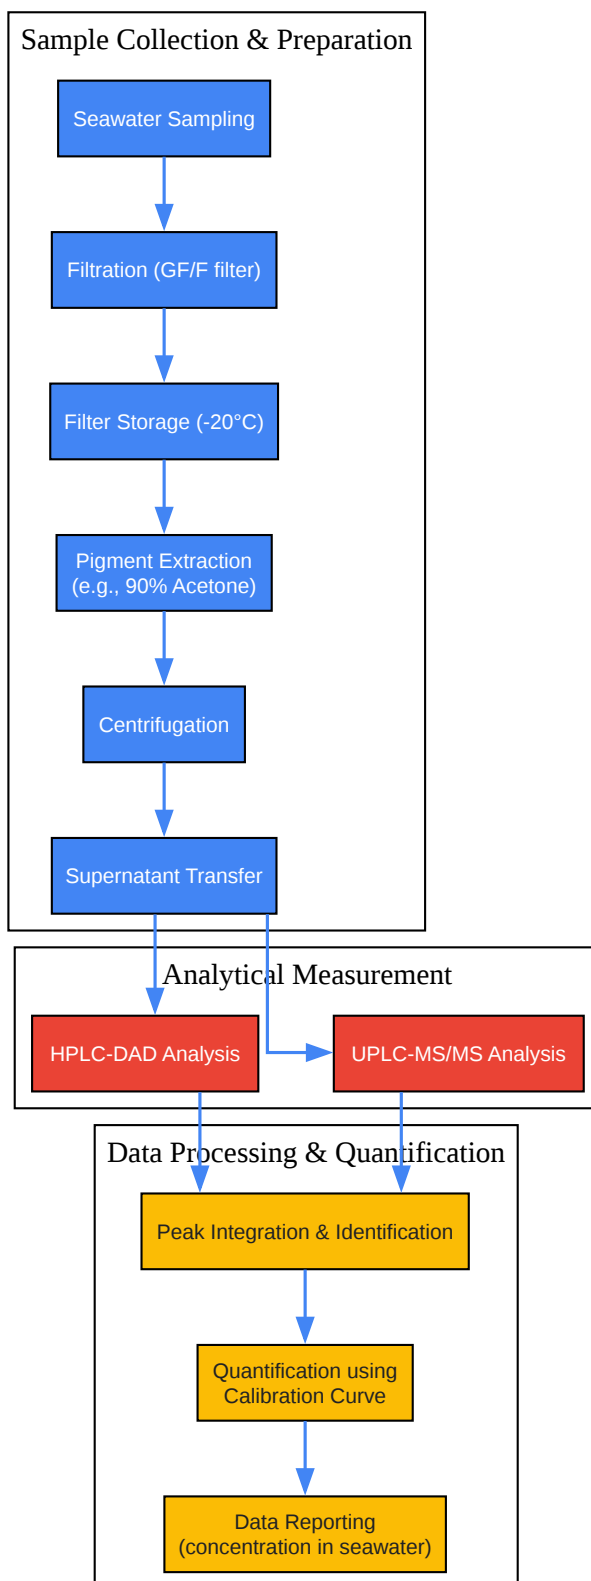 Sample Collection & Preparation
Seawater Sampling
Filtration (GF/F filter)
Filter Storage (-20°C)
Pigment Extraction
(e.g., 90% Acetone)
Centrifugation
Supernatant Transfer
Analytical Measurement
HPLC-DAD Analysis
UPLC-MS/MS Analysis
Data Processing & Quantification
Peak Integration & Identification
Quantification using
Calibration Curve
Data Reporting
(concentration in seawater)